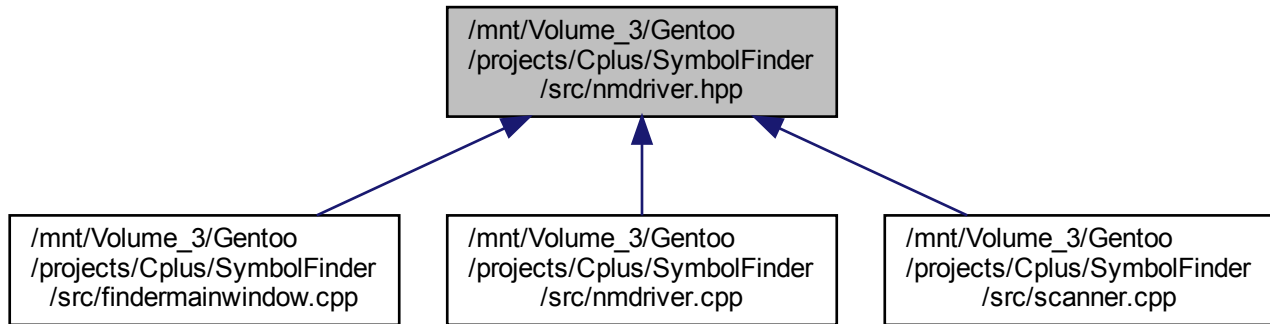 /mnt/Volume_3/Gentoo
/projects/Cplus/SymbolFinder
/src/nmdriver.hpp
/mnt/Volume_3/Gentoo
/projects/Cplus/SymbolFinder
/src/findermainwindow.cpp
/mnt/Volume_3/Gentoo
/projects/Cplus/SymbolFinder
/src/nmdriver.cpp
/mnt/Volume_3/Gentoo
/projects/Cplus/SymbolFinder
/src/scanner.cpp